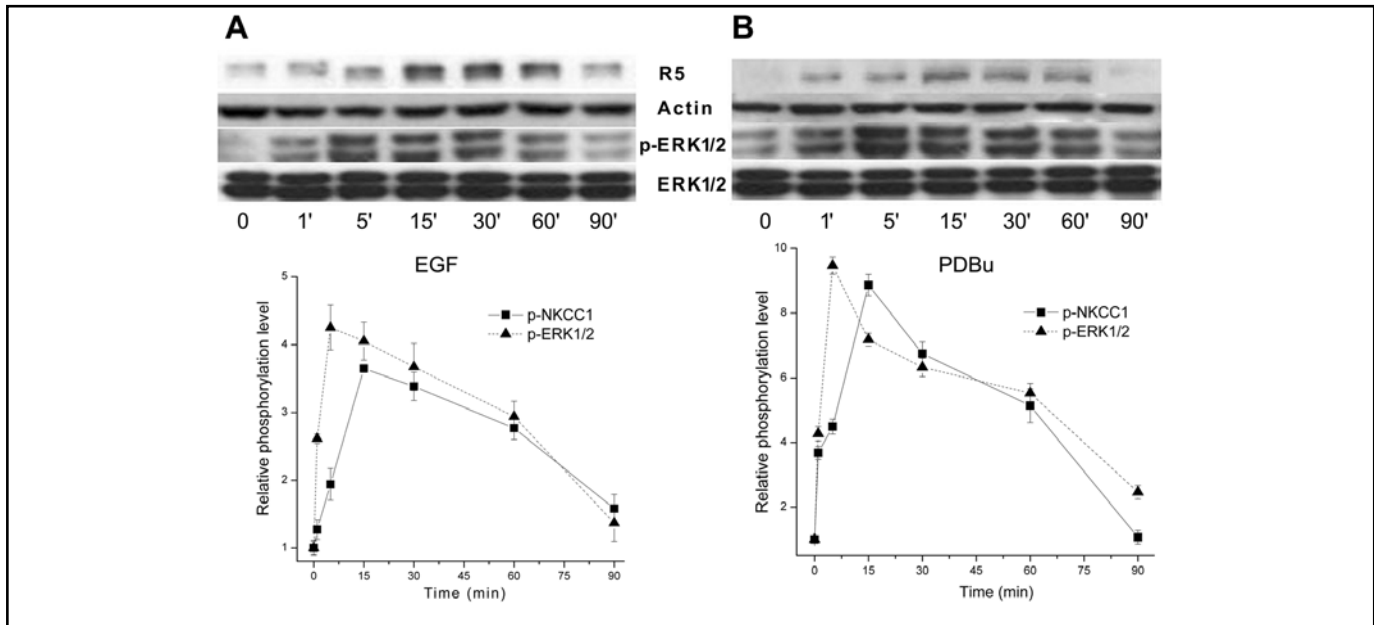 A
B
R5
Actin
p-ERK1/2
ERK1/2
0 1' 5' 15' 30' 60' 90'
0 1' 5' 15' 30' 60' 90'
EGF
p-NKCC1
p-ERK1/2
Relative phosphorylation level
5
4
3
2
1
0 15 30 45 60 75 90
Time (min)
PDBu
p-NKCC1
p-ERK1/2
Relative phosphorylation level
10
8
6
4
2
0 15 30 45 60 75 90
Time (min)